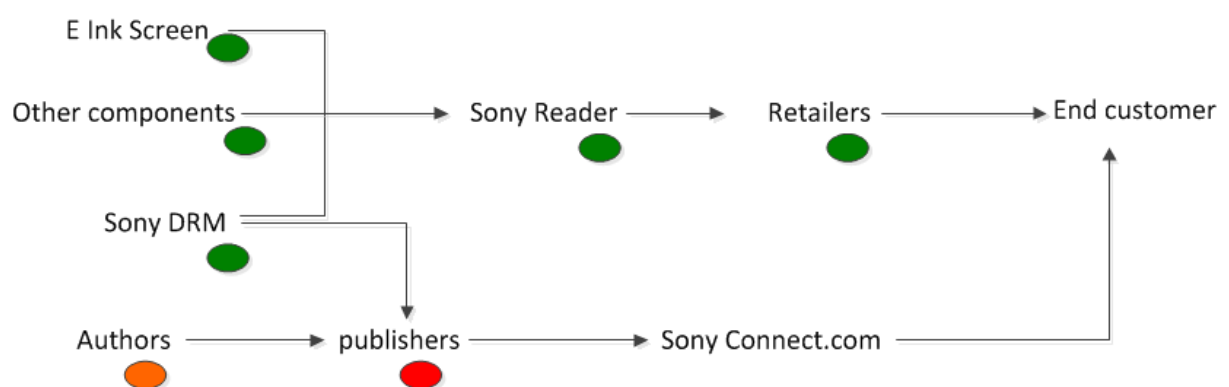 E Ink Screen
Other components
Sony Reader
Retailers
End customer
Sony DRM
Authors
publishers
Sony Connect.com